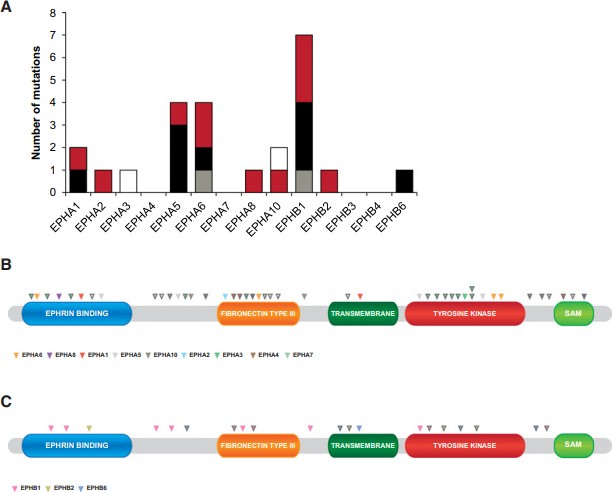 A
Number of mutations
8
7
6
5
4
3
2
1
0
EPHA1 EPHA2 EPHA3 EPHA4 EPHA5 EPHA6 EPHA7 EPHA8 EPHA10 EPHB1 EPHB2 EPHB3 EPHB4 EPHB6
B
EPHRIN BINDING FIBRONECTIN TYPE III TRANSMEMBRANE TYROSINE KINASE SAM
EPHA6 EPHA8 EPHA1 EPHA5 EPHA10 EPHA2 EPHA3 EPHA4 EPHA7
C
EPHRIN BINDING FIBRONECTIN TYPE III TRANSMEMBRANE TYROSINE KINASE SAM
EPHB1 EPHB2 EPHB6